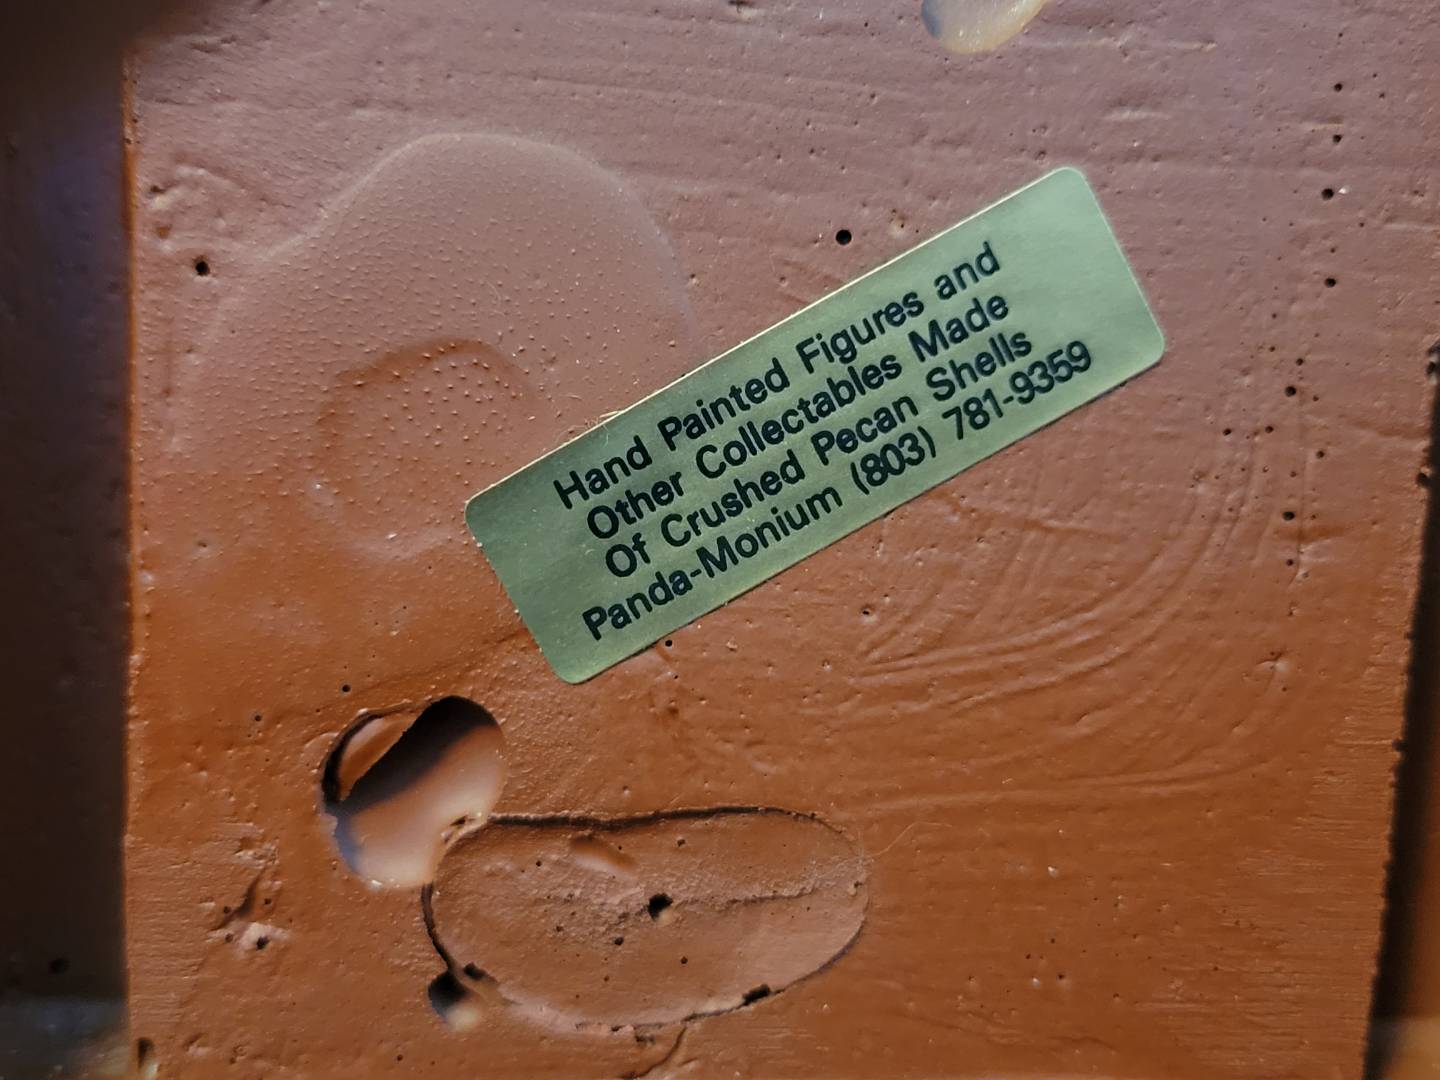 Hand Painted Figures and
Other Collectables Made
Of Crushed Pecan Shells
Panda-Monium (803) 781-9359